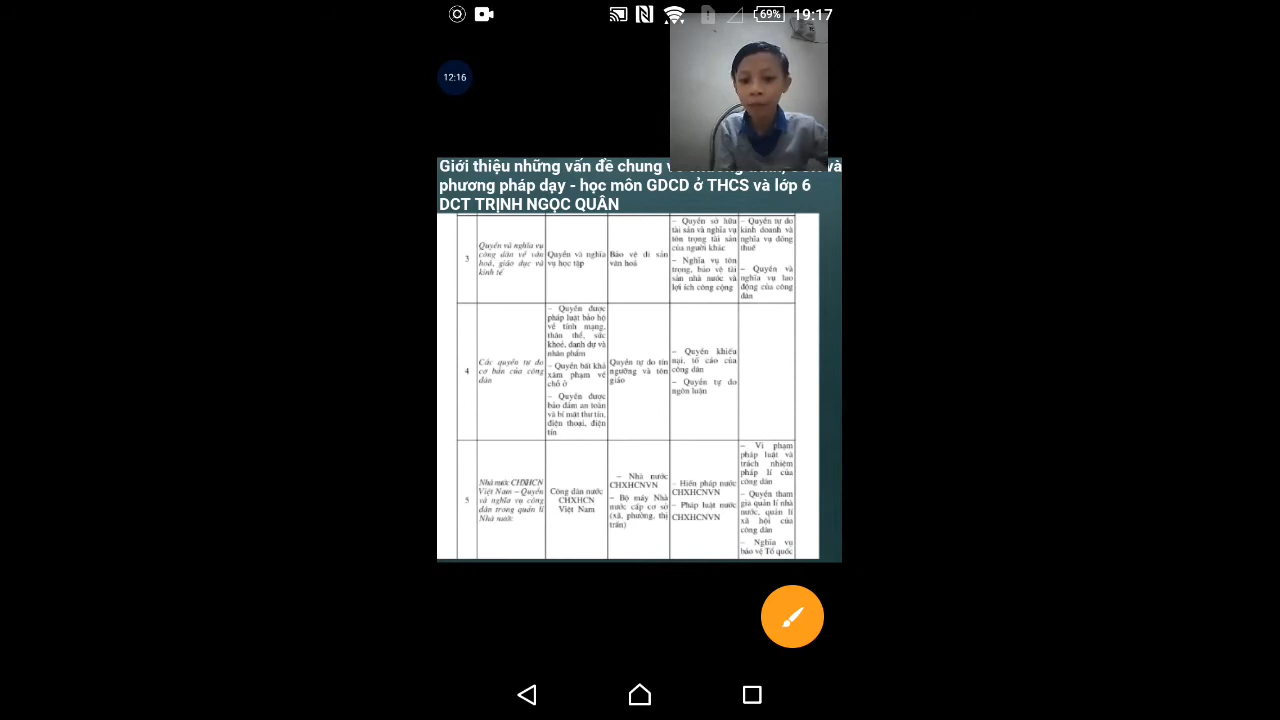 69%
19:17
12:16
Giới thiệu những vấn đề chung
và
phương pháp dạy - học môn GDCD ở THCS và lớp 6
DCT TRỊNH NGỌC QUÂN
3
Quyền và nghĩa vụ
công dân về văn
hoá, giáo dục và
kinh tế
Quyền và nghĩa
vụ học tập
Bảo vệ di sản
văn hoá
– Quyền sở hữu
tài sản và nghĩa vụ
tôn trọng tài sản
của người khác
– Nghĩa vụ tôn
trọng, bảo vệ tài
sản nhà nước và
lợi ích công cộng
– Quyền tự do
kinh doanh và
nghĩa vụ đóng
thuế
– Quyền và
nghĩa vụ lao
động của công
dân
4
Các quyền tự do
cơ bản của công
dân
– Quyền được
pháp luật bảo hộ
về tính mạng,
thân thể, sức
khoẻ, danh dự và
nhân phẩm
– Quyền bất khả
xâm phạm về
chỗ ở
– Quyền được
bảo đảm an toàn
và bí mật thư tín,
điện thoại, điện
tín
Quyền tự do tín
ngưỡng và tôn
giáo
– Quyền khiếu
nại, tố cáo của
công dân
– Quyền tự do
ngôn luận
5
Nhà nước CHXHCN
Việt Nam – Quyền
và nghĩa vụ công
dân trong quản lí
Nhà nước
Công dân nước
CHXHCN
Việt Nam
– Nhà nước
CHXHCNVN
– Bộ máy Nhà
nước cấp cơ sở
(xã, phường, thị
trấn)
– Hiến pháp nước
CHXHCNVN
– Pháp luật nước
CHXHCNVN
– Vi phạm
pháp luật và
trách nhiệm
pháp lí của
công dân
– Quyền tham
gia quản lí nhà
nước, quản lí
xã hội của
công dân
– Nghĩa vụ
bảo vệ Tổ quốc